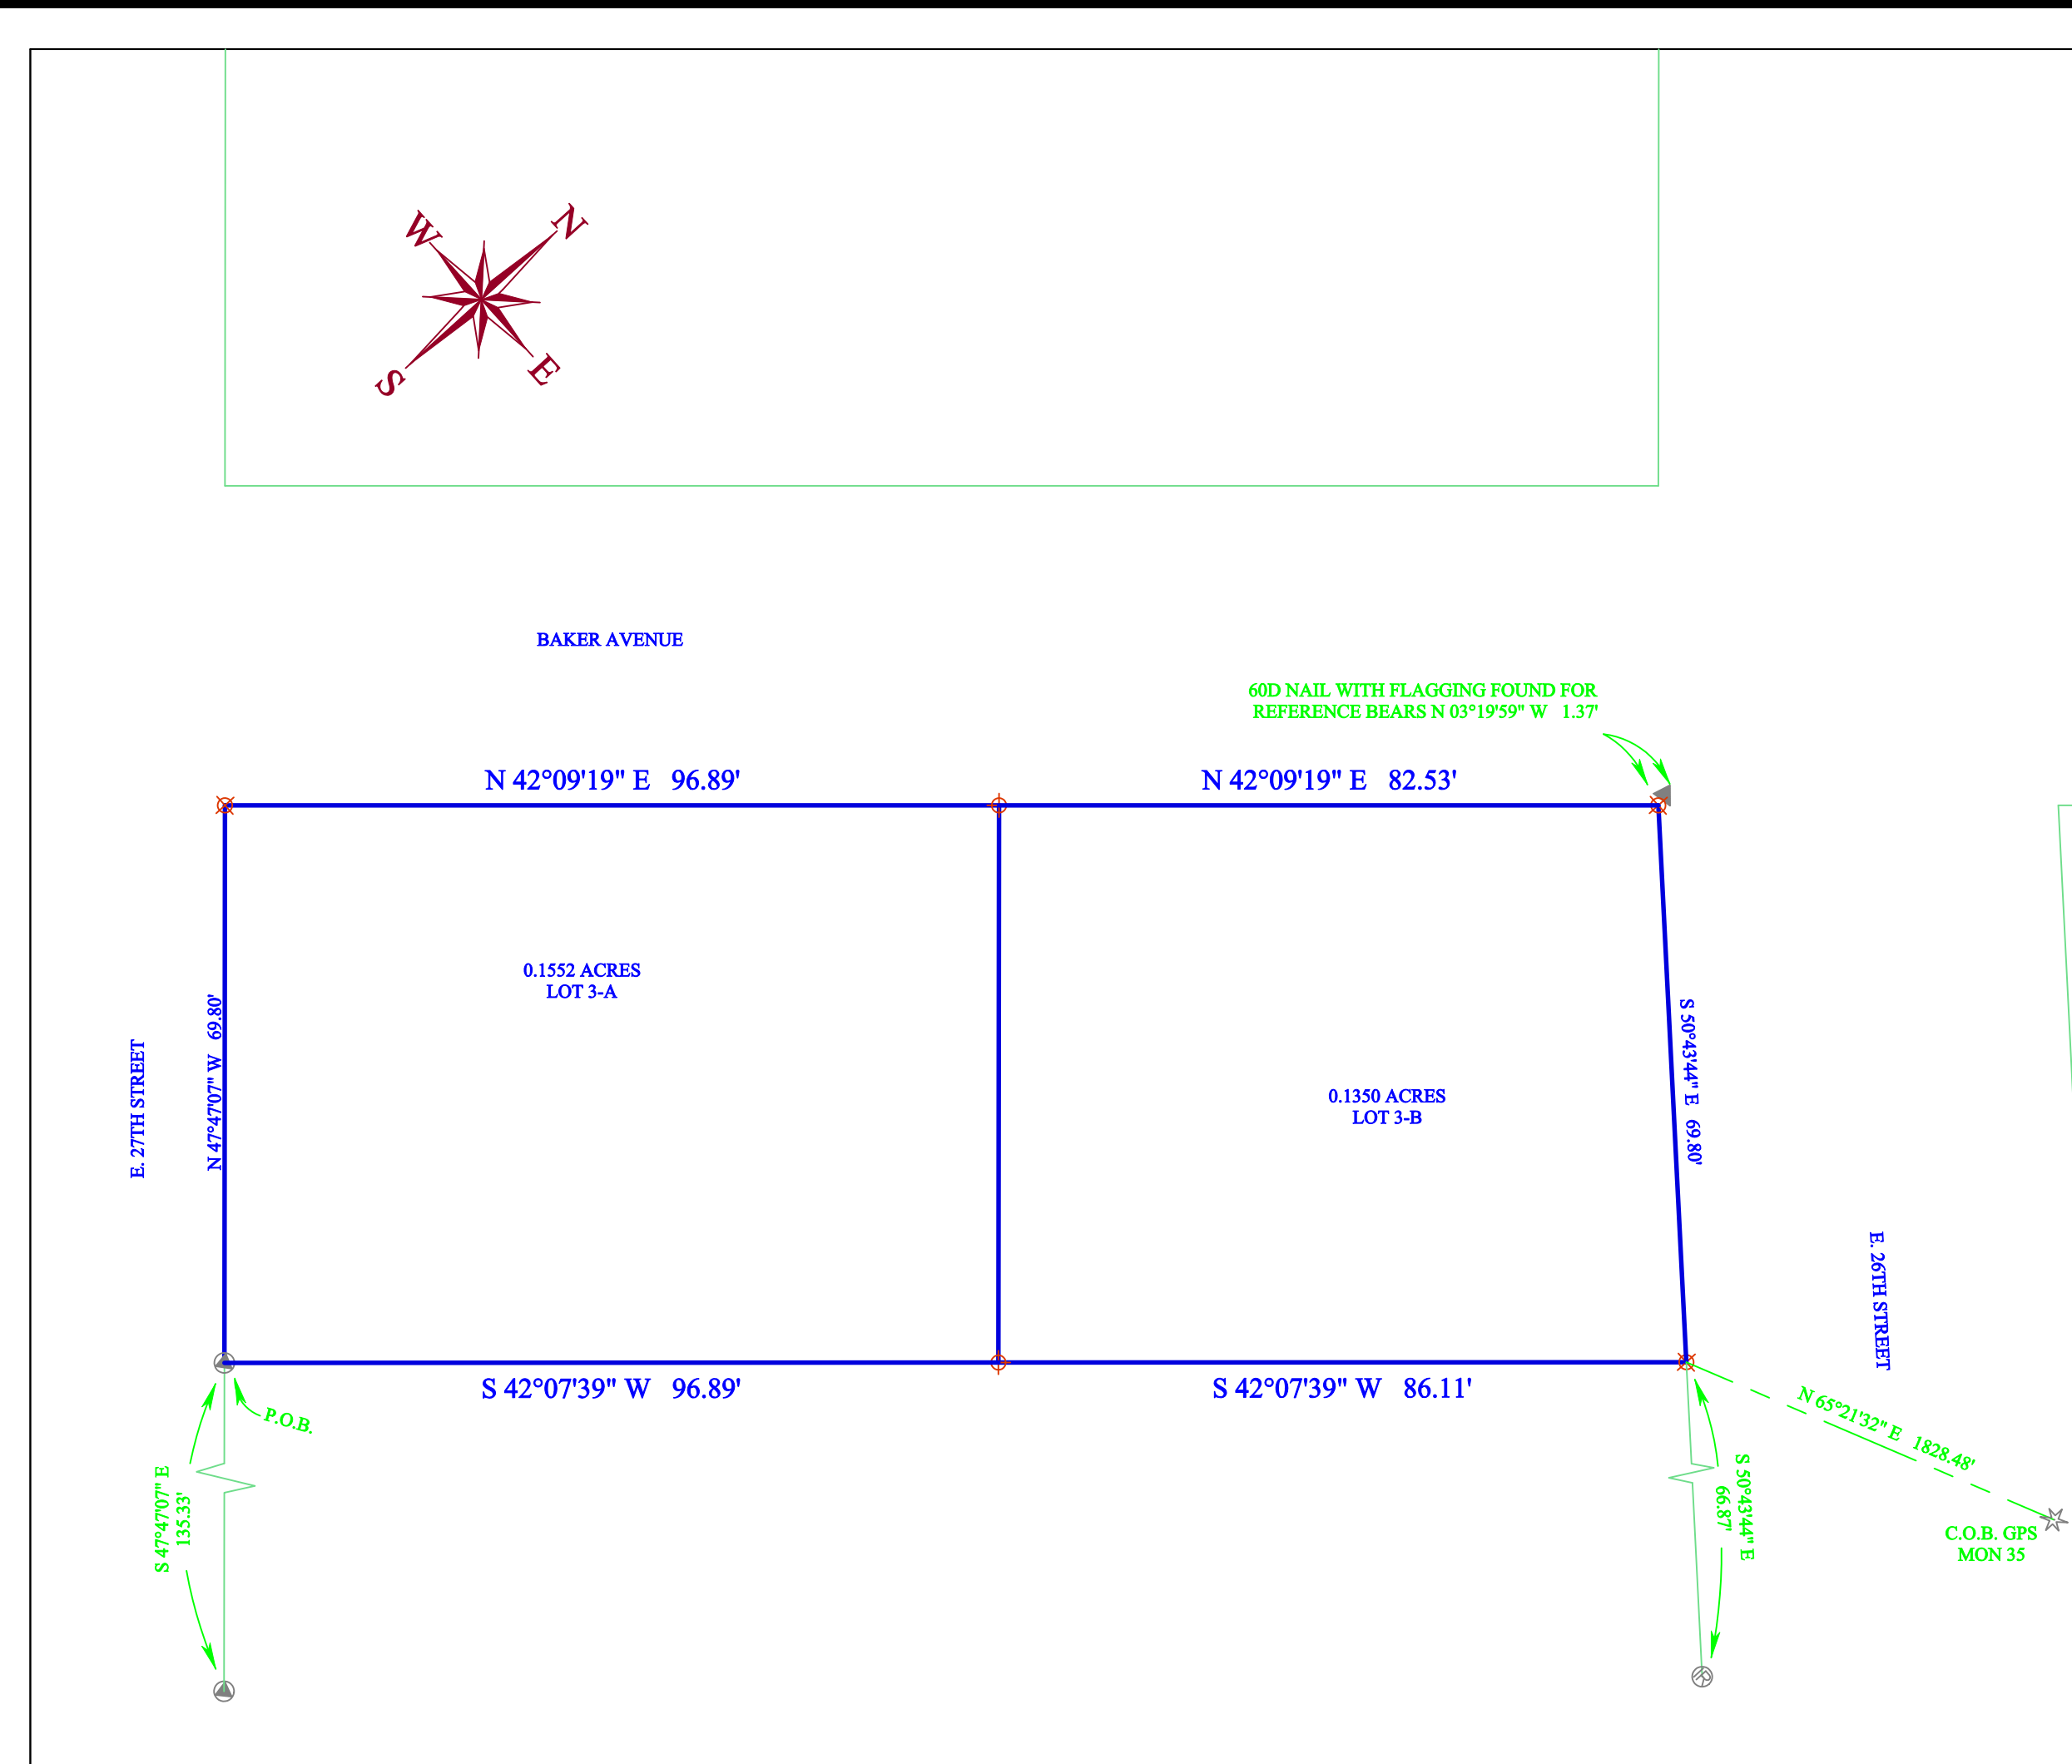 W
N
S
E
BAKER AVENUE
60D NAIL WITH FLAGGING FOUND FOR
REFERENCE BEARS N 03°19'59" W 1.37'
N 42°09'19" E 96.89'
N 42°09'19" E 82.53'
0.1552 ACRES
LOT 3-A
N 47°47'07" W 69.80'
E. 27TH STREET
S 50°43'44" E 69.80'
0.1350 ACRES
LOT 3-B
E. 26TH STREET
S 42°07'39" W 96.89'
S 42°07'39" W 86.11'
P.O.B.
N 65°21'32" E 1828.48'
S 47°47'07" E
135.33'
S 50°43'44" E
66.87'
C.O.B. GPS
MON 35
R